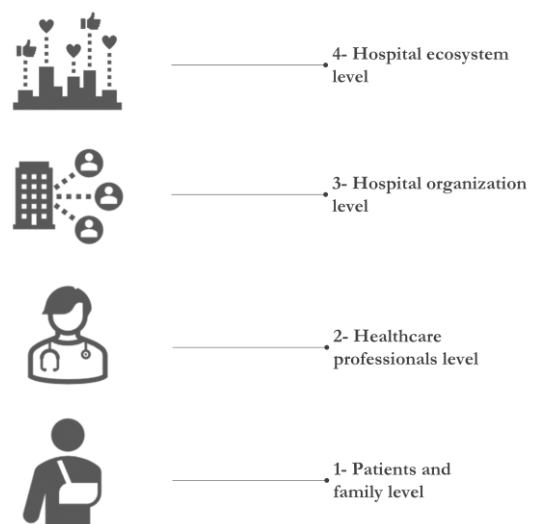 4- Hospital ecosystem
level
3- Hospital organization
level
2- Healthcare
professionals level
1- Patients and
family level